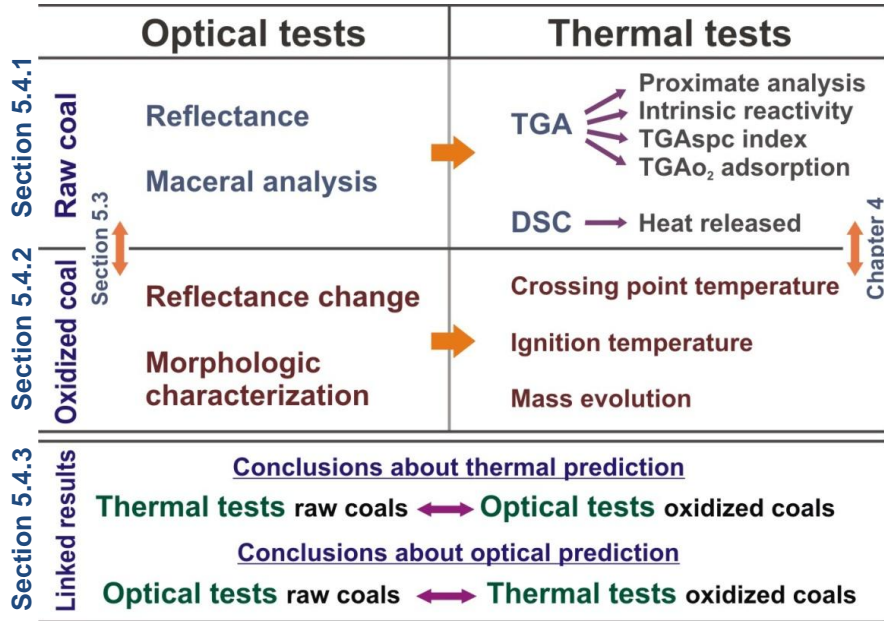 Optical tests
Thermal tests
Section 5.4.1
Raw coal
Reflectance
Maceral analysis
TGA
Proximate analysis
Intrinsic reactivity
TGAspc index
TGAo₂ adsorption
DSC
Heat released
Section 5.3
Chapter 4
Section 5.4.2
Oxidized coal
Reflectance change
Morphologic
characterization
Crossing point temperature
Ignition temperature
Mass evolution
Section 5.4.3
Linked results
Conclusions about thermal prediction
Thermal tests raw coals Optical tests oxidized coals
Conclusions about optical prediction
Optical tests raw coals Thermal tests oxidized coals